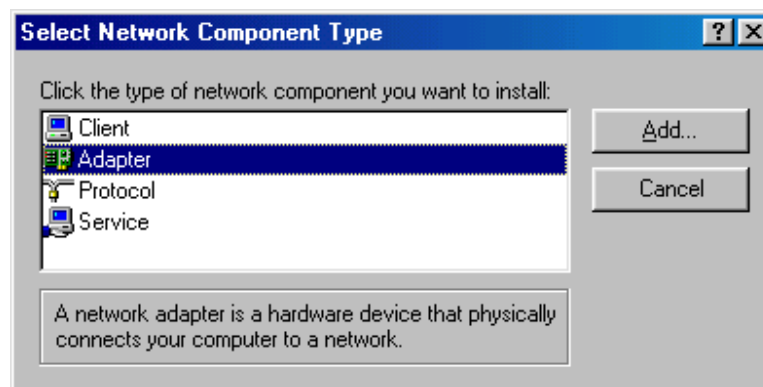 Select Network Component Type
Click the type of network component you want to install:
Client
Adapter
Protocol
Service
Add...
Cancel
A network adapter is a hardware device that physically
connects your computer to a network.